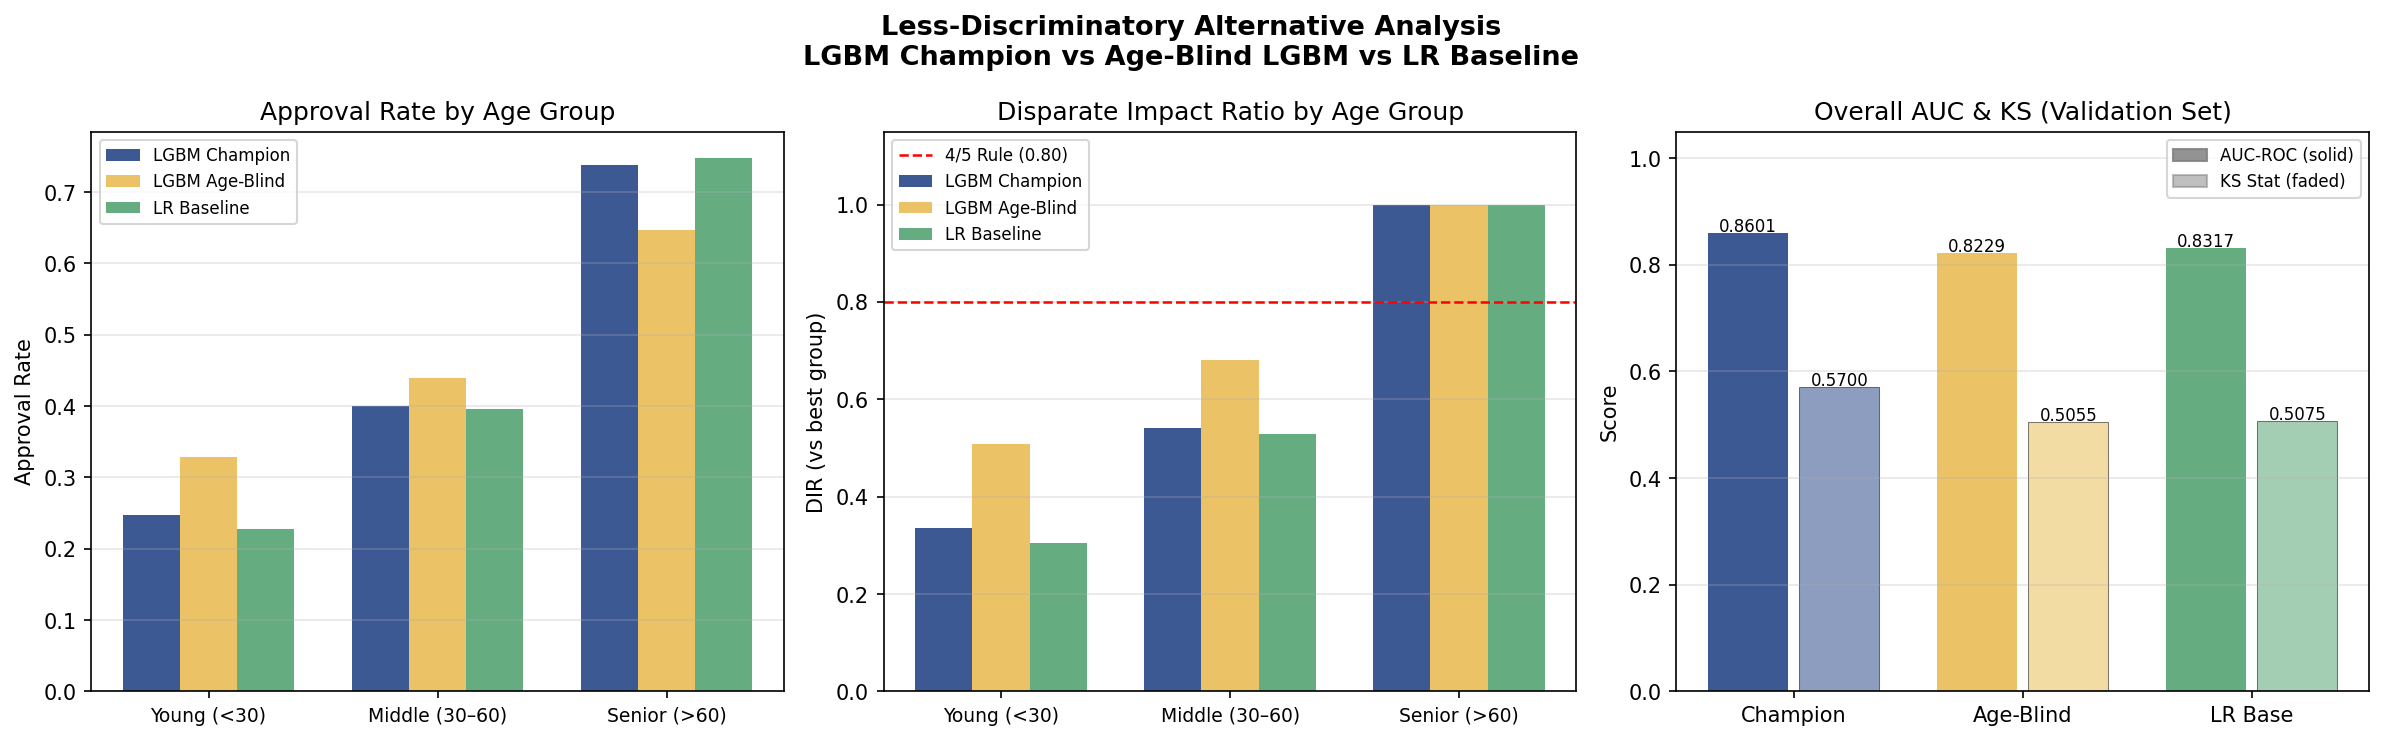 Less-Discriminatory Alternative Analysis
LGBM Champion vs Age-Blind LGBM vs LR Baseline
Approval Rate by Age Group
LGBM Champion
LGBM Age-Blind
LR Baseline
Approval Rate
0.7
0.6
0.5
0.4
0.3
0.2
0.1
0.0
Young (<30)
Middle (30–60)
Senior (>60)
Disparate Impact Ratio by Age Group
4/5 Rule (0.80)
LGBM Champion
LGBM Age-Blind
LR Baseline
DIR (vs best group)
1.0
0.8
0.6
0.4
0.2
0.0
Young (<30)
Middle (30–60)
Senior (>60)
Overall AUC & KS (Validation Set)
AUC-ROC (solid)
KS Stat (faded)
Score
1.0
0.8
0.6
0.4
0.2
0.0
0.8601
0.5700
0.8229
0.5055
0.8317
0.5075
Champion
Age-Blind
LR Base